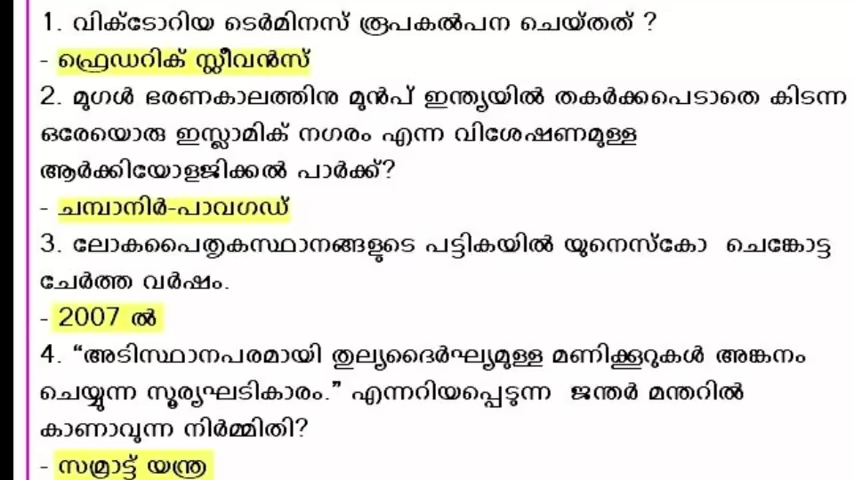 1. വിക്ടോറിയ ടെർമിനസ് രൂപകൽപന ചെയ്തത് ?
- ഫ്രെഡറിക് സ്റ്റീവൻസ്
2. മുഗൾ ഭരണകാലത്തിനു മുൻപ് ഇന്ത്യയിൽ തകർക്കപെടാതെ കിടന്ന
ഒരേയൊരു ഇസ്ലാമിക് നഗരം എന്ന വിശേഷണമുള്ള
ആർക്കിയോളജിക്കൽ പാർക്ക്?
- ചമ്പാനിർ-പാവഗഡ്
3. ലോകപൈതൃകസ്ഥാനങ്ങളുടെ പട്ടികയിൽ യുനെസ്കോ ചെങ്കോട്ട
ചേർത്ത വർഷം.
- 2007 ൽ
4. “അടിസ്ഥാനപരമായി തുല്യദൈർഘ്യമുള്ള മണിക്കൂറുകൾ അങ്കനം
ചെയ്യുന്ന സൂര്യഘടികാരം.” എന്നറിയപ്പെടുന്ന ജന്തർ മന്തറിൽ
കാണാവുന്ന നിർമ്മിതി?
- സമ്രാട്ട് യന്ത്ര